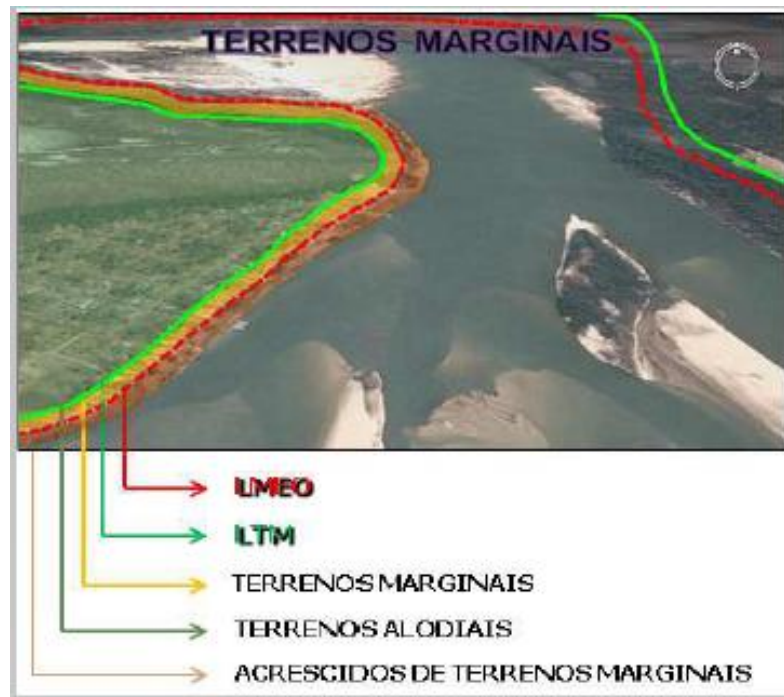 TERRENOS MARGINAIS
LMEO
LTM
TERRENOS MARGINAIS
TERRENOS ALODIAIS
ACRESCIDOS DE TERRENOS MARGINAIS